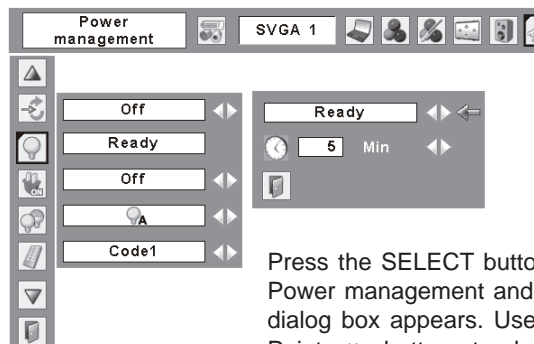 Power
management
SVGA 1
Off
Ready
Off
A
Code1
Ready
5 Min
ON
Press the SELECT
Power management and
dialog box appears. Use